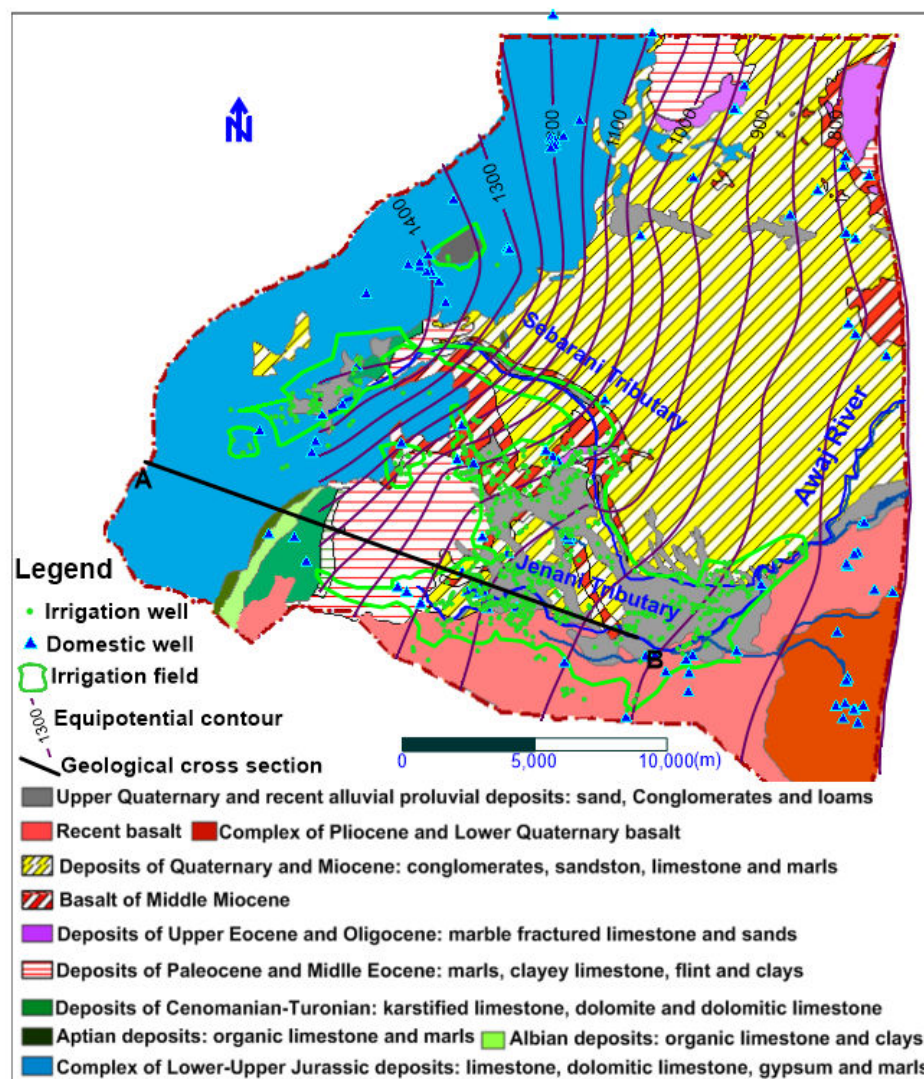 N
1400
1300
1200
1100
1000
900
800
Sebarani Tributary
Awaj River
A
Jenani Tributary
B
Legend
Irrigation well
Domestic well
Irrigation field
1300
Equipotential contour
Geological cross section
0 5,000 10,000(m)
Upper Quaternary and recent alluvial proluvial deposits: sand, Conglomerates and loams
Recent basalt Complex of Pliocene and Lower Quaternary basalt
Deposits of Quaternary and Miocene: conglomerates, sandston, limestone and marls
Basalt of Middle Miocene
Deposits of Upper Eocene and Oligocene: marble fractured limestone and sands
Deposits of Paleocene and Midlle Eocene: marls, clayey limestone, flint and clays
Deposits of Cenomanian-Turonian: karstified limestone, dolomite and dolomitic limestone
Aptian deposits: organic limestone and marls Albian deposits: organic limestone and clays
Complex of Lower-Upper Jurassic deposits: limestone, dolomitic limestone, gypsum and marl